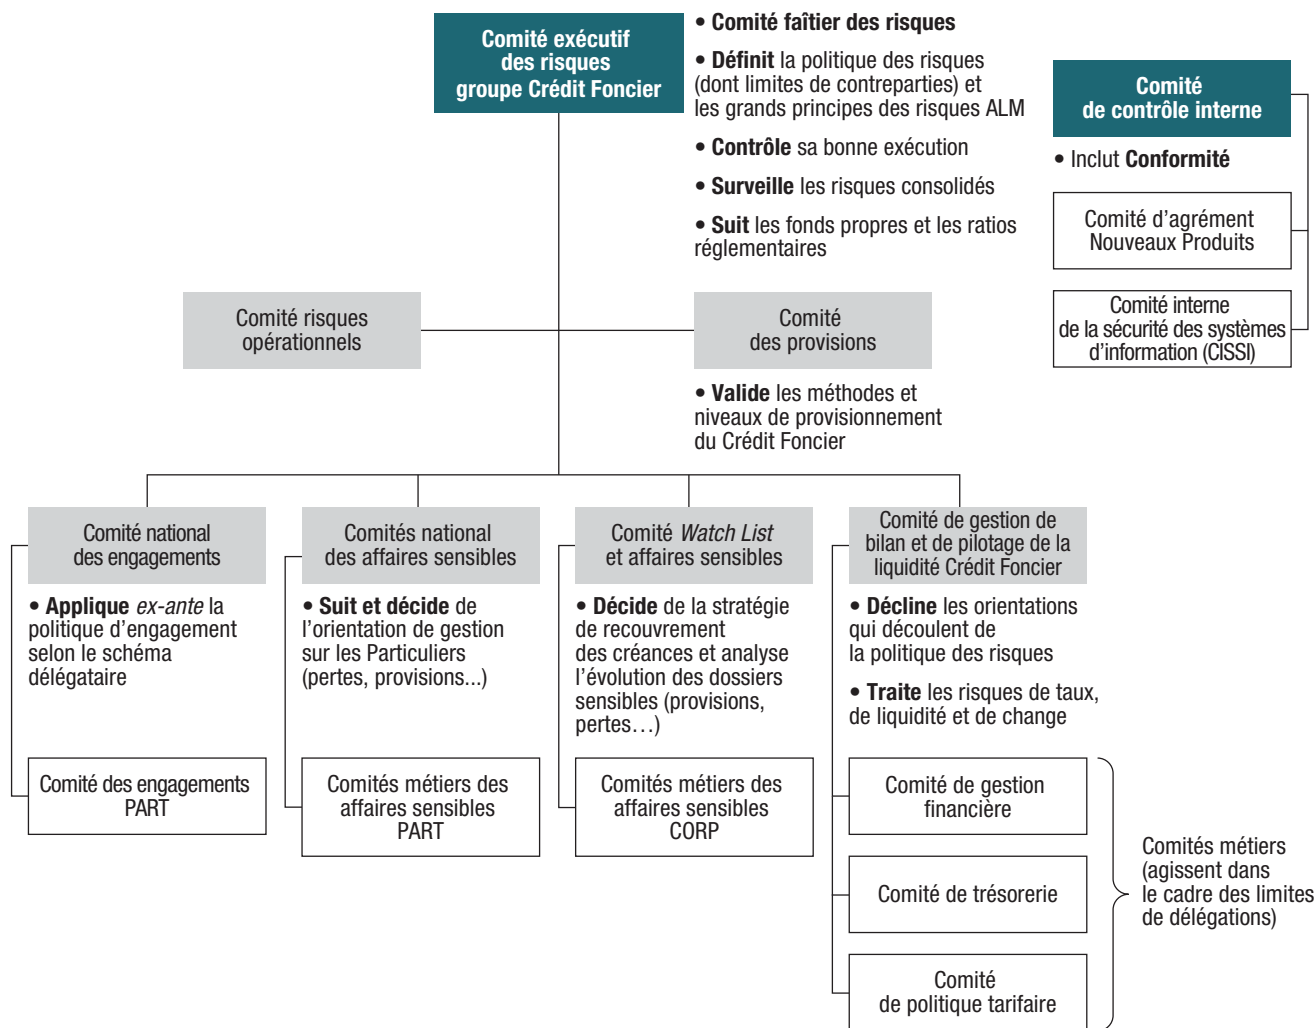 Comité exécutif
des risques
groupe Crédit Foncier
• Comité faîtier des risques
• Définit la politique des risques
(dont limites de contreparties) et
les grands principes des risques ALM
• Contrôle sa bonne exécution
• Surveille les risques consolidés
• Suit les fonds propres et les ratios
réglementaires
Comité
de contrôle interne
• Inclut Conformité
Comité d’agrément
Nouveaux Produits
Comité interne
de la sécurité des systèmes
d’information (CISSI)
Comité risques
opérationnels
Comité
des provisions
• Valide les méthodes et
niveaux de provisionnement
du Crédit Foncier
Comité national
des engagements
• Applique ex-ante la
politique d’engagement
selon le schéma
délégataire
Comité des engagements
PART
Comités national
des affaires sensibles
• Suit et décide de
l’orientation de gestion
sur les Particuliers
(pertes, provisions...)
Comités métiers des
affaires sensibles
PART
Comité Watch List
et affaires sensibles
• Décide de la stratégie
de recouvrement
des créances et analyse
l’évolution des dossiers
sensibles (provisions,
pertes…)
Comités métiers des
affaires sensibles
CORP
Comité de gestion de
bilan et de pilotage de la
liquidité Crédit Foncier
• Décline les orientations
qui découlent de
la politique des risques
• Traite les risques de taux,
de liquidité et de change
Comité de gestion
financière
Comité de trésorerie
Comité
de politique tarifaire
Comités métiers
(agissent dans
le cadre des limites
de délégations)